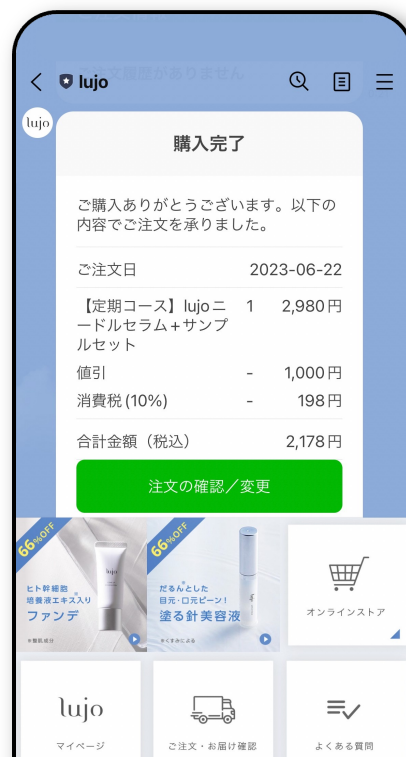 ご注文履歴がありません
lujo
lujo
購入完了
ご購入ありがとうございます。以下の
内容でご注文を承りました。
ご注文日 2023-06-22
【定期コース】lujoニ 1 2,980円
ードルセラム+サンプ
ルセット
値引 - 1,000円
消費税(10%) - 198円
合計金額（税込） 2,178円
注文の確認／変更
66%OFF
ヒト幹細胞
培養液エキス入り
ファンデ
lujo
66%OFF
だるんとした
目元・口元ピーン！
塗る針美容液
※くすみによる
オンラインストア
lujo
マイページ
ご注文・お届け確認
よくある質問